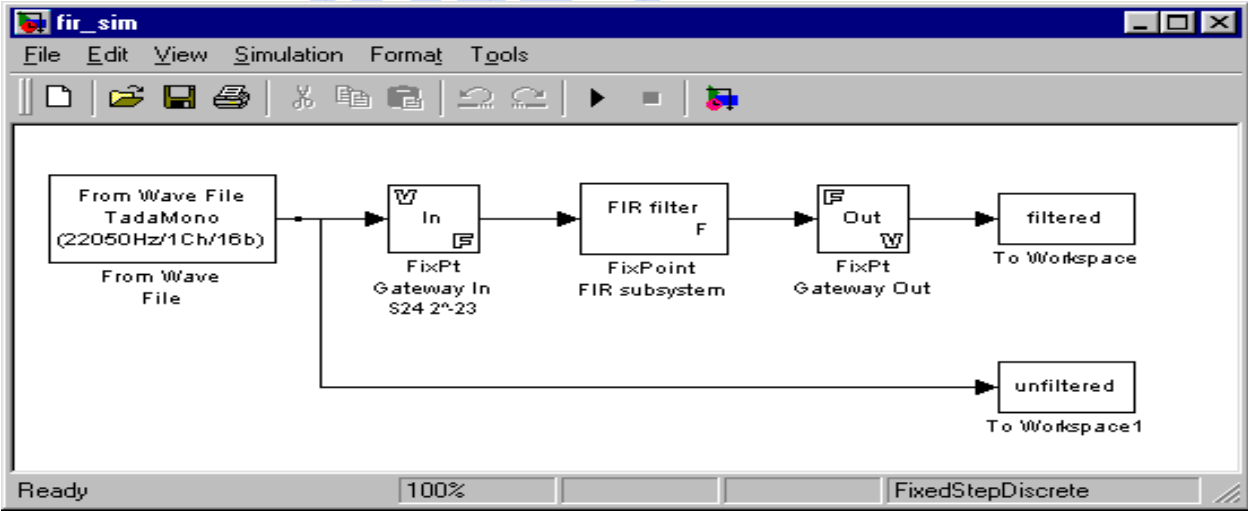 fir_sim
File Edit View Simulation Format Tools
From Wave File
TadaMono
(22050Hz/1Ch/16b)
From Wave
File
V
In
F
FixPt
Gateway In
S24 2^-23
FIR filter
F
FixPoint
FIR subsystem
F
Out
V
FixPt
Gateway Out
filtered
To Workspace
unfiltered
To Workspace1
Ready 100% FixedStepDiscrete